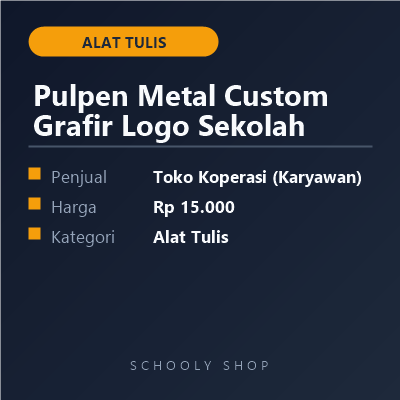 ALAT TULIS
Pulpen Metal Custom
Grafir Logo Sekolah
Penjual Toko Koperasi (Karyawan)
Harga Rp 15.000
Kategori Alat Tulis
SCHOOLY SHOP